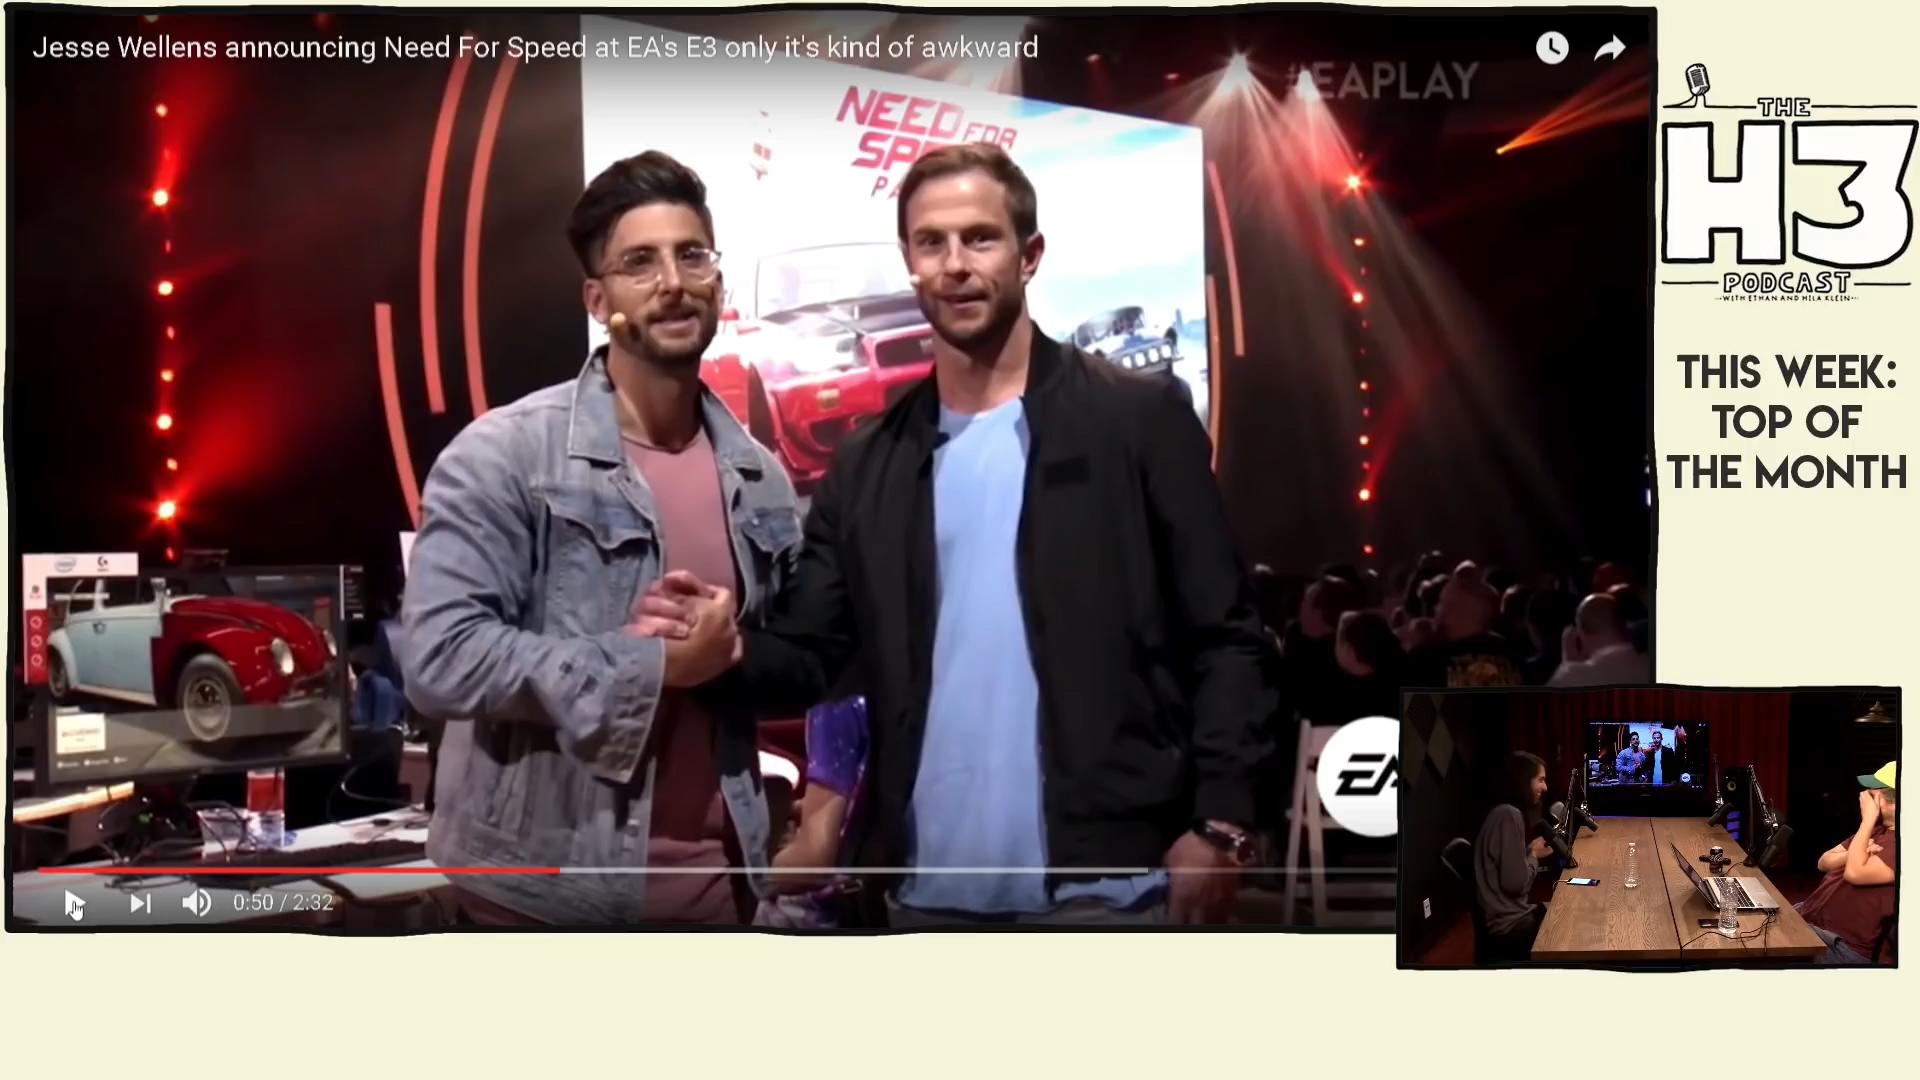 Jesse Wellens announcing Need For Speed at EA's E3 only it's kind of awkward
#EAPLAY
NEED FOR
SPE
PA
EA
0:50 / 2:32
THE
H3
PODCAST
WITH ETHAN AND HILA KLEIN
THIS WEEK:
TOP OF
THE MONTH